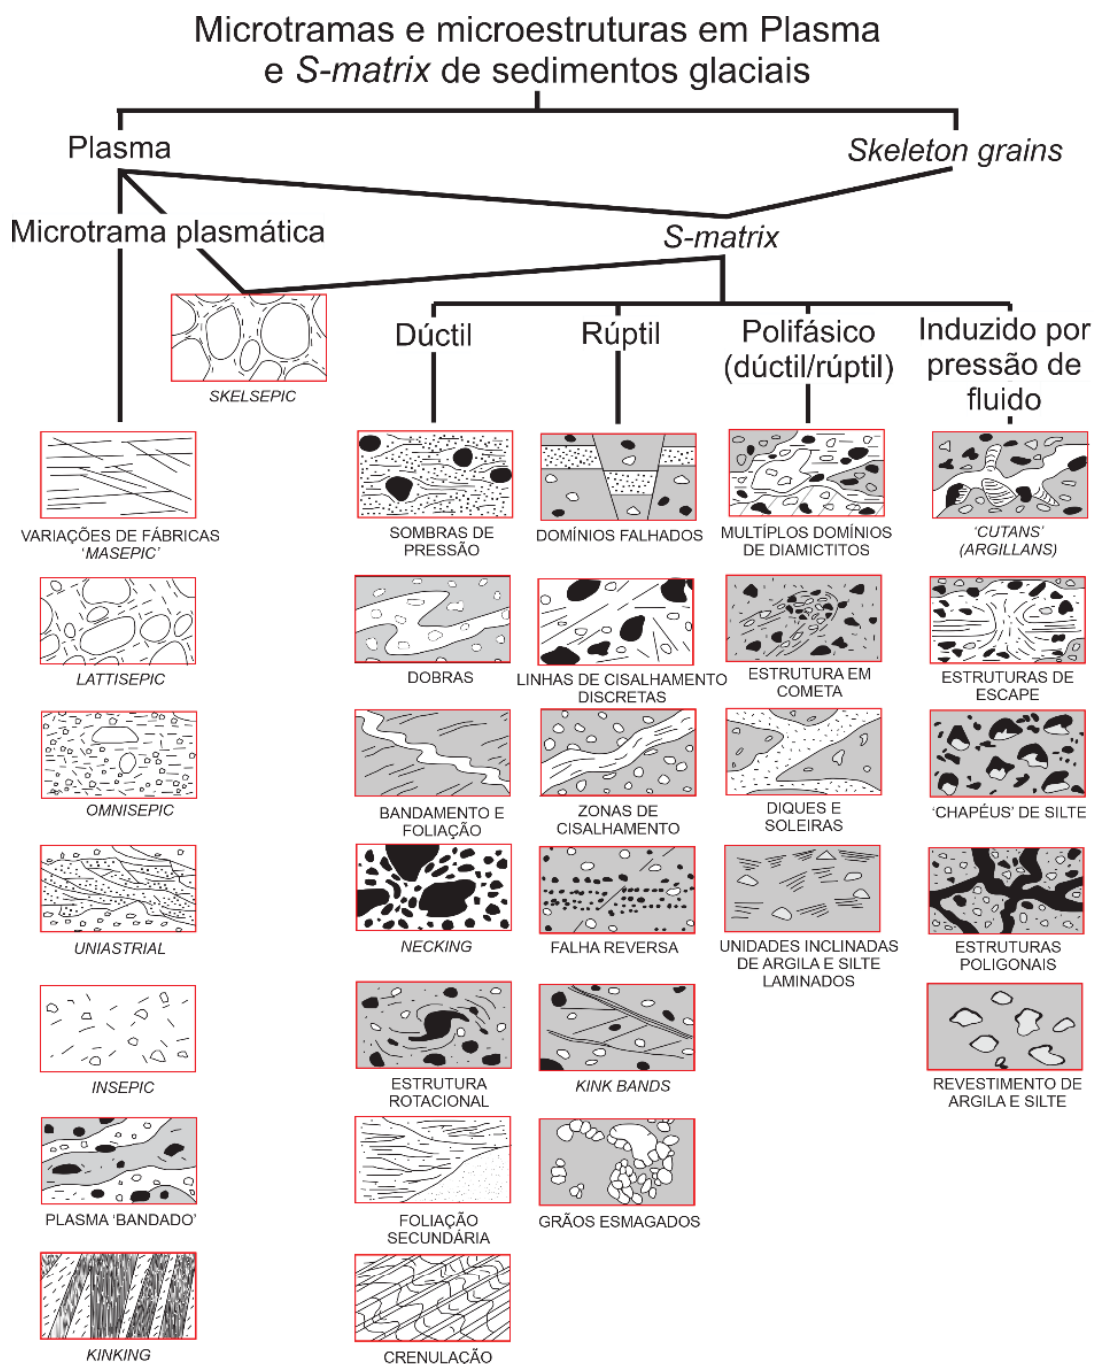 Microtramas e microestruturas em Plasma
e S-matrix de sedimentos glaciais
Plasma
Skeleton grains
Microtrama plasmática
S-matrix
SKELSEPIC
Dúctil
Rúptil
Polifásico
(dúctil/rúptil)
Induzido por
pressão de
fluido
VARIAÇÕES DE FÁBRICAS
'MASEPIC'
LATTISEPIC
OMNISEPIC
UNIASTRIAL
INSEPIC
PLASMA 'BANDADO'
KINKING
SOMBRAS DE
PRESSÃO
DOBRAS
BANDAMENTO E
FOLIAÇÃO
NECKING
ESTRUTURA
ROTACIONAL
FOLIAÇÃO
SECUNDÁRIA
CRENULAÇÃO
DOMÍNIOS FALHADOS
LINHAS DE CISALHAMENTO
DISCRETAS
ZONAS DE
CISALHAMENTO
FALHA REVERSA
KINK BANDS
GRÃOS ESMAGADOS
MULTÍPLOS DOMÍNIOS
DE DIAMICTITOS
ESTRUTURA EM
COMETA
DIQUES E
SOLEIRAS
UNIDADES INCLINADAS
DE ARGILA E SILTE
LAMINADOS
'CUTANS'
(ARGILLANS)
ESTRUTURAS DE
ESCAPE
'CHAPÉUS' DE SILTE
ESTRUTURAS
POLIGONAIS
REVESTIMENTO DE
ARGILA E SILTE